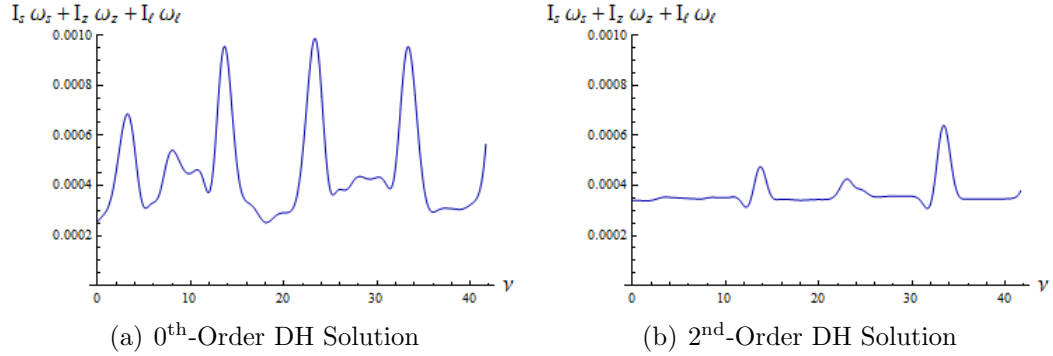 I_s ω_s + I_z ω_z + I_ℓ ω_ℓ
0.0010
0.0008
0.0006
0.0004
0.0002
0 10 20 30 40 ν
(a) 0th-Order DH Solution
I_s ω_s + I_z ω_z + I_ℓ ω_ℓ
0.0010
0.0008
0.0006
0.0004
0.0002
0 10 20 30 40 ν
(b) 2nd-Order DH Solution